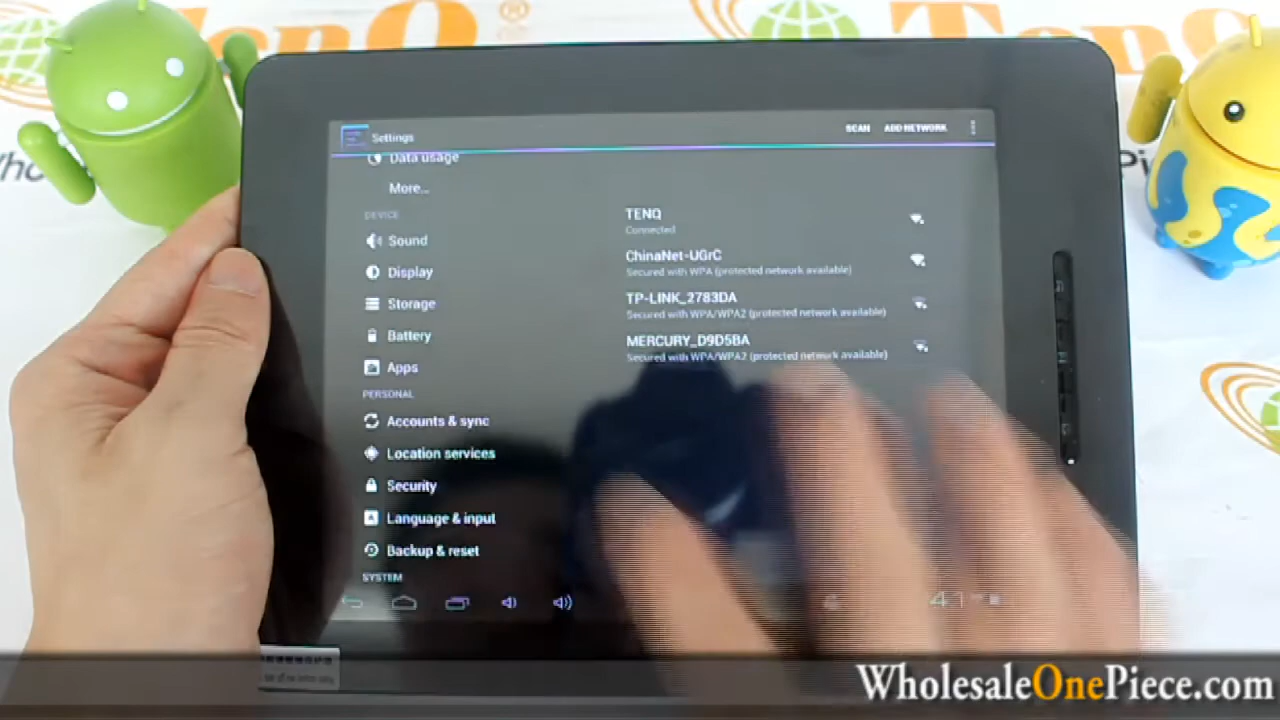 TenQ®
TenQ
Settings
SCAN
ADD NETWORK
Data usage
More...
DEVICE
Sound
Display
Storage
Battery
Apps
PERSONAL
Accounts & sync
Location services
Security
Language & input
Backup & reset
SYSTEM
TENQ
Connected
ChinaNet-UGrC
Secured with WPA (protected network available)
TP-LINK_2783DA
Secured with WPA/WPA2 (protected network available)
MERCURY_D9D5BA
Secured with WPA/WPA2 (protected network available)
WholesaleOnePiece.com